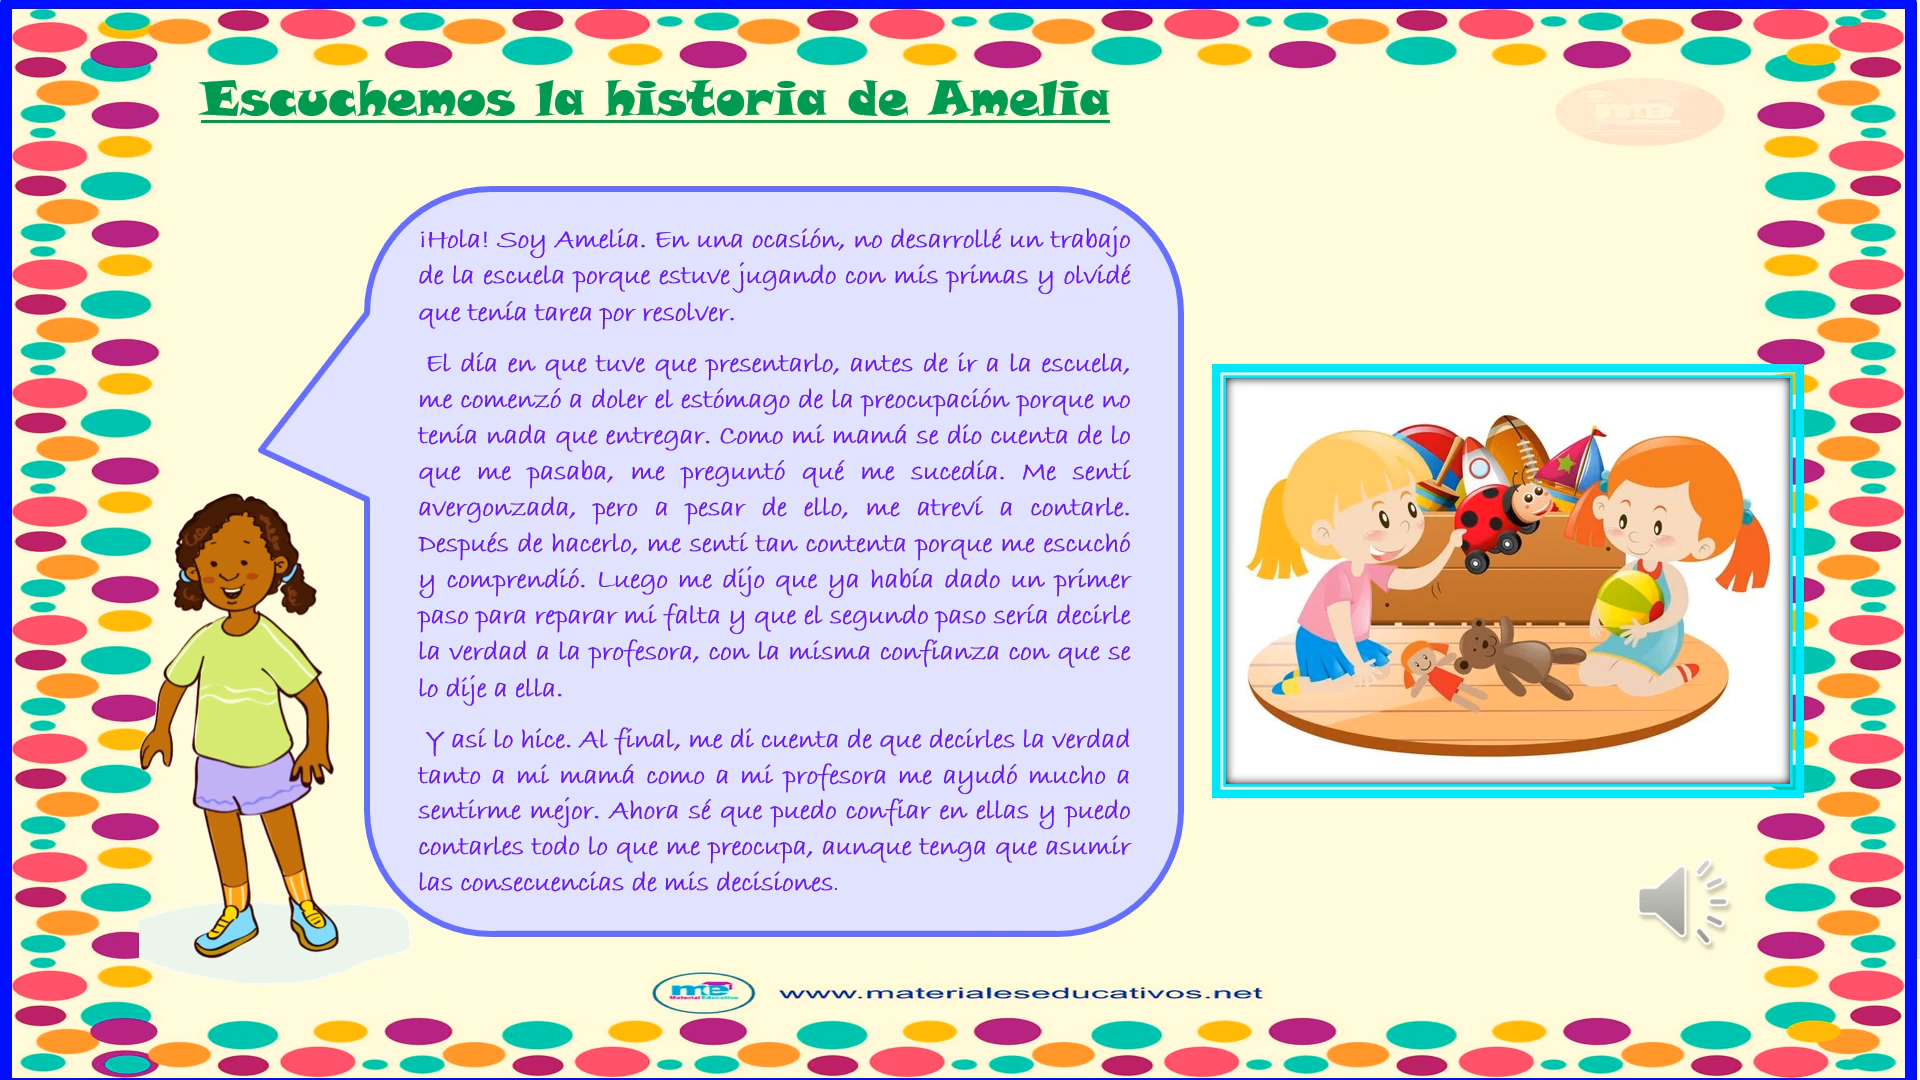 Escuchemos la historia de Amelia
¡Hola! Soy Amelia. En una ocasión, no desarrollé un trabajo
de la escuela porque estuve jugando con mis primas y olvidé
que tenía tarea por resolver.
El día en que tuve que presentarlo, antes de ir a la escuela,
me comenzó a doler el estómago de la preocupación porque no
tenía nada que entregar. Como mi mamá se dio cuenta de lo
que me pasaba, me preguntó qué me sucedía. Me sentí
avergonzada, pero a pesar de ello, me atreví a contarle.
Después de hacerlo, me sentí tan contenta porque me escuchó
y comprendió. Luego me dijo que ya había dado un primer
paso para reparar mi falta y que el segundo paso sería decirle
la verdad a la profesora, con la misma confianza con que se
lo dije a ella.
Y así lo hice. Al final, me di cuenta de que decirles la verdad
tanto a mi mamá como a mi profesora me ayudó mucho a
sentirme mejor. Ahora sé que puedo confiar en ellas y puedo
contarles todo lo que me preocupa, aunque tenga que asumir
las consecuencias de mis decisiones.
me
Material Educativo
www.materialeseducativos.net